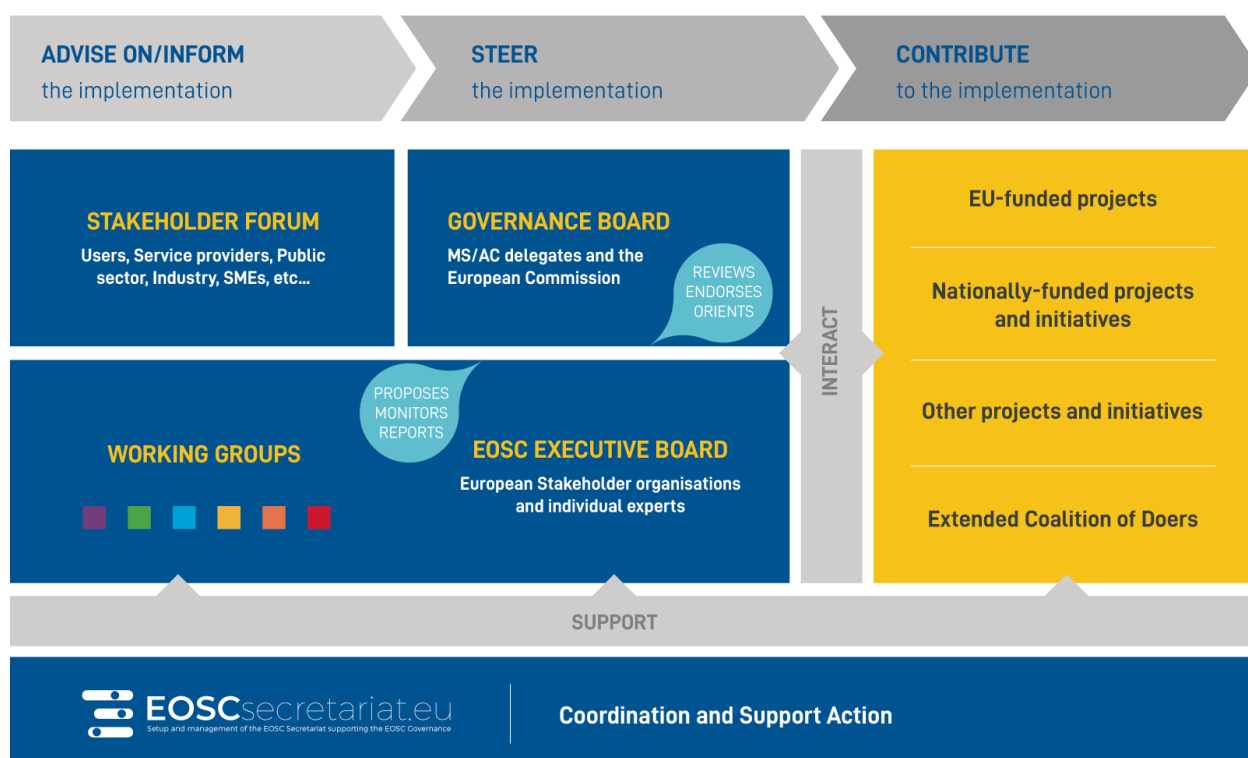 ADVISE ON/INFORM
the implementation
STEER
the implementation
CONTRIBUTE
to the implementation
STAKEHOLDER FORUM
Users, Service providers, Public
sector, Industry, SMEs, etc...
GOVERNANCE BOARD
MS/AC delegates and the
European Commission
REVIEWS
ENDORSES
ORIENTS
PROPOSES
MONITORS
REPORTS
WORKING GROUPS
EOSC EXECUTIVE BOARD
European Stakeholder organisations
and individual experts
INTERACT
EU-funded projects
Nationally-funded projects
and initiatives
Other projects and initiatives
Extended Coalition of Doers
SUPPORT
EOSCsecretariat.eu
Setup and management of the EOSC Secretariat supporting the EOSC Governance
Coordination and Support Action